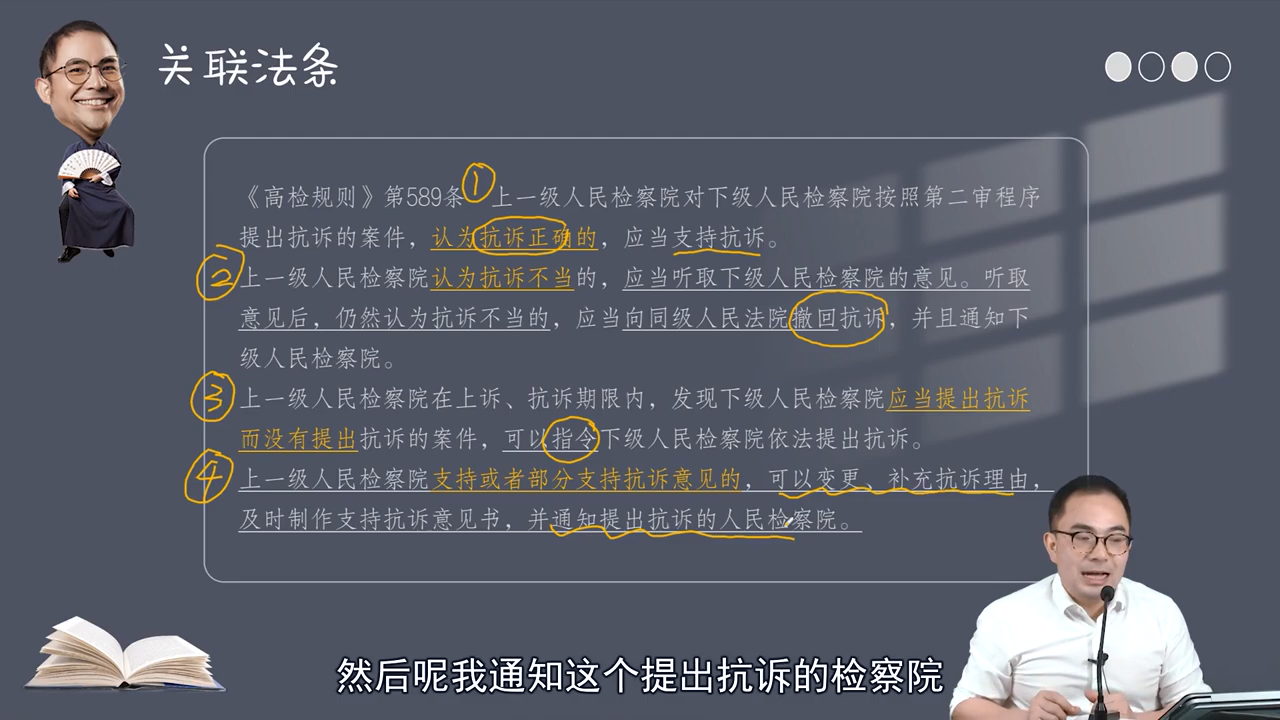 关联法条
《高检规则》第589条① 上一级人民检察院对下级人民检察院按照第二审程序
提出抗诉的案件，认为抗诉正确的，应当支持抗诉。
②上一级人民检察院认为抗诉不当的，应当听取下级人民检察院的意见。听取
意见后，仍然认为抗诉不当的，应当向同级人民法院撤回抗诉，并且通知下
级人民检察院。
③上一级人民检察院在上诉、抗诉期限内，发现下级人民检察院应当提出抗诉
而没有提出抗诉的案件，可以指令下级人民检察院依法提出抗诉。
④上一级人民检察院支持或者部分支持抗诉意见的，可以变更、补充抗诉理由，
及时制作支持抗诉意见书，并通知提出抗诉的人民检察院。
然后呢我通知这个提出抗诉的检察院